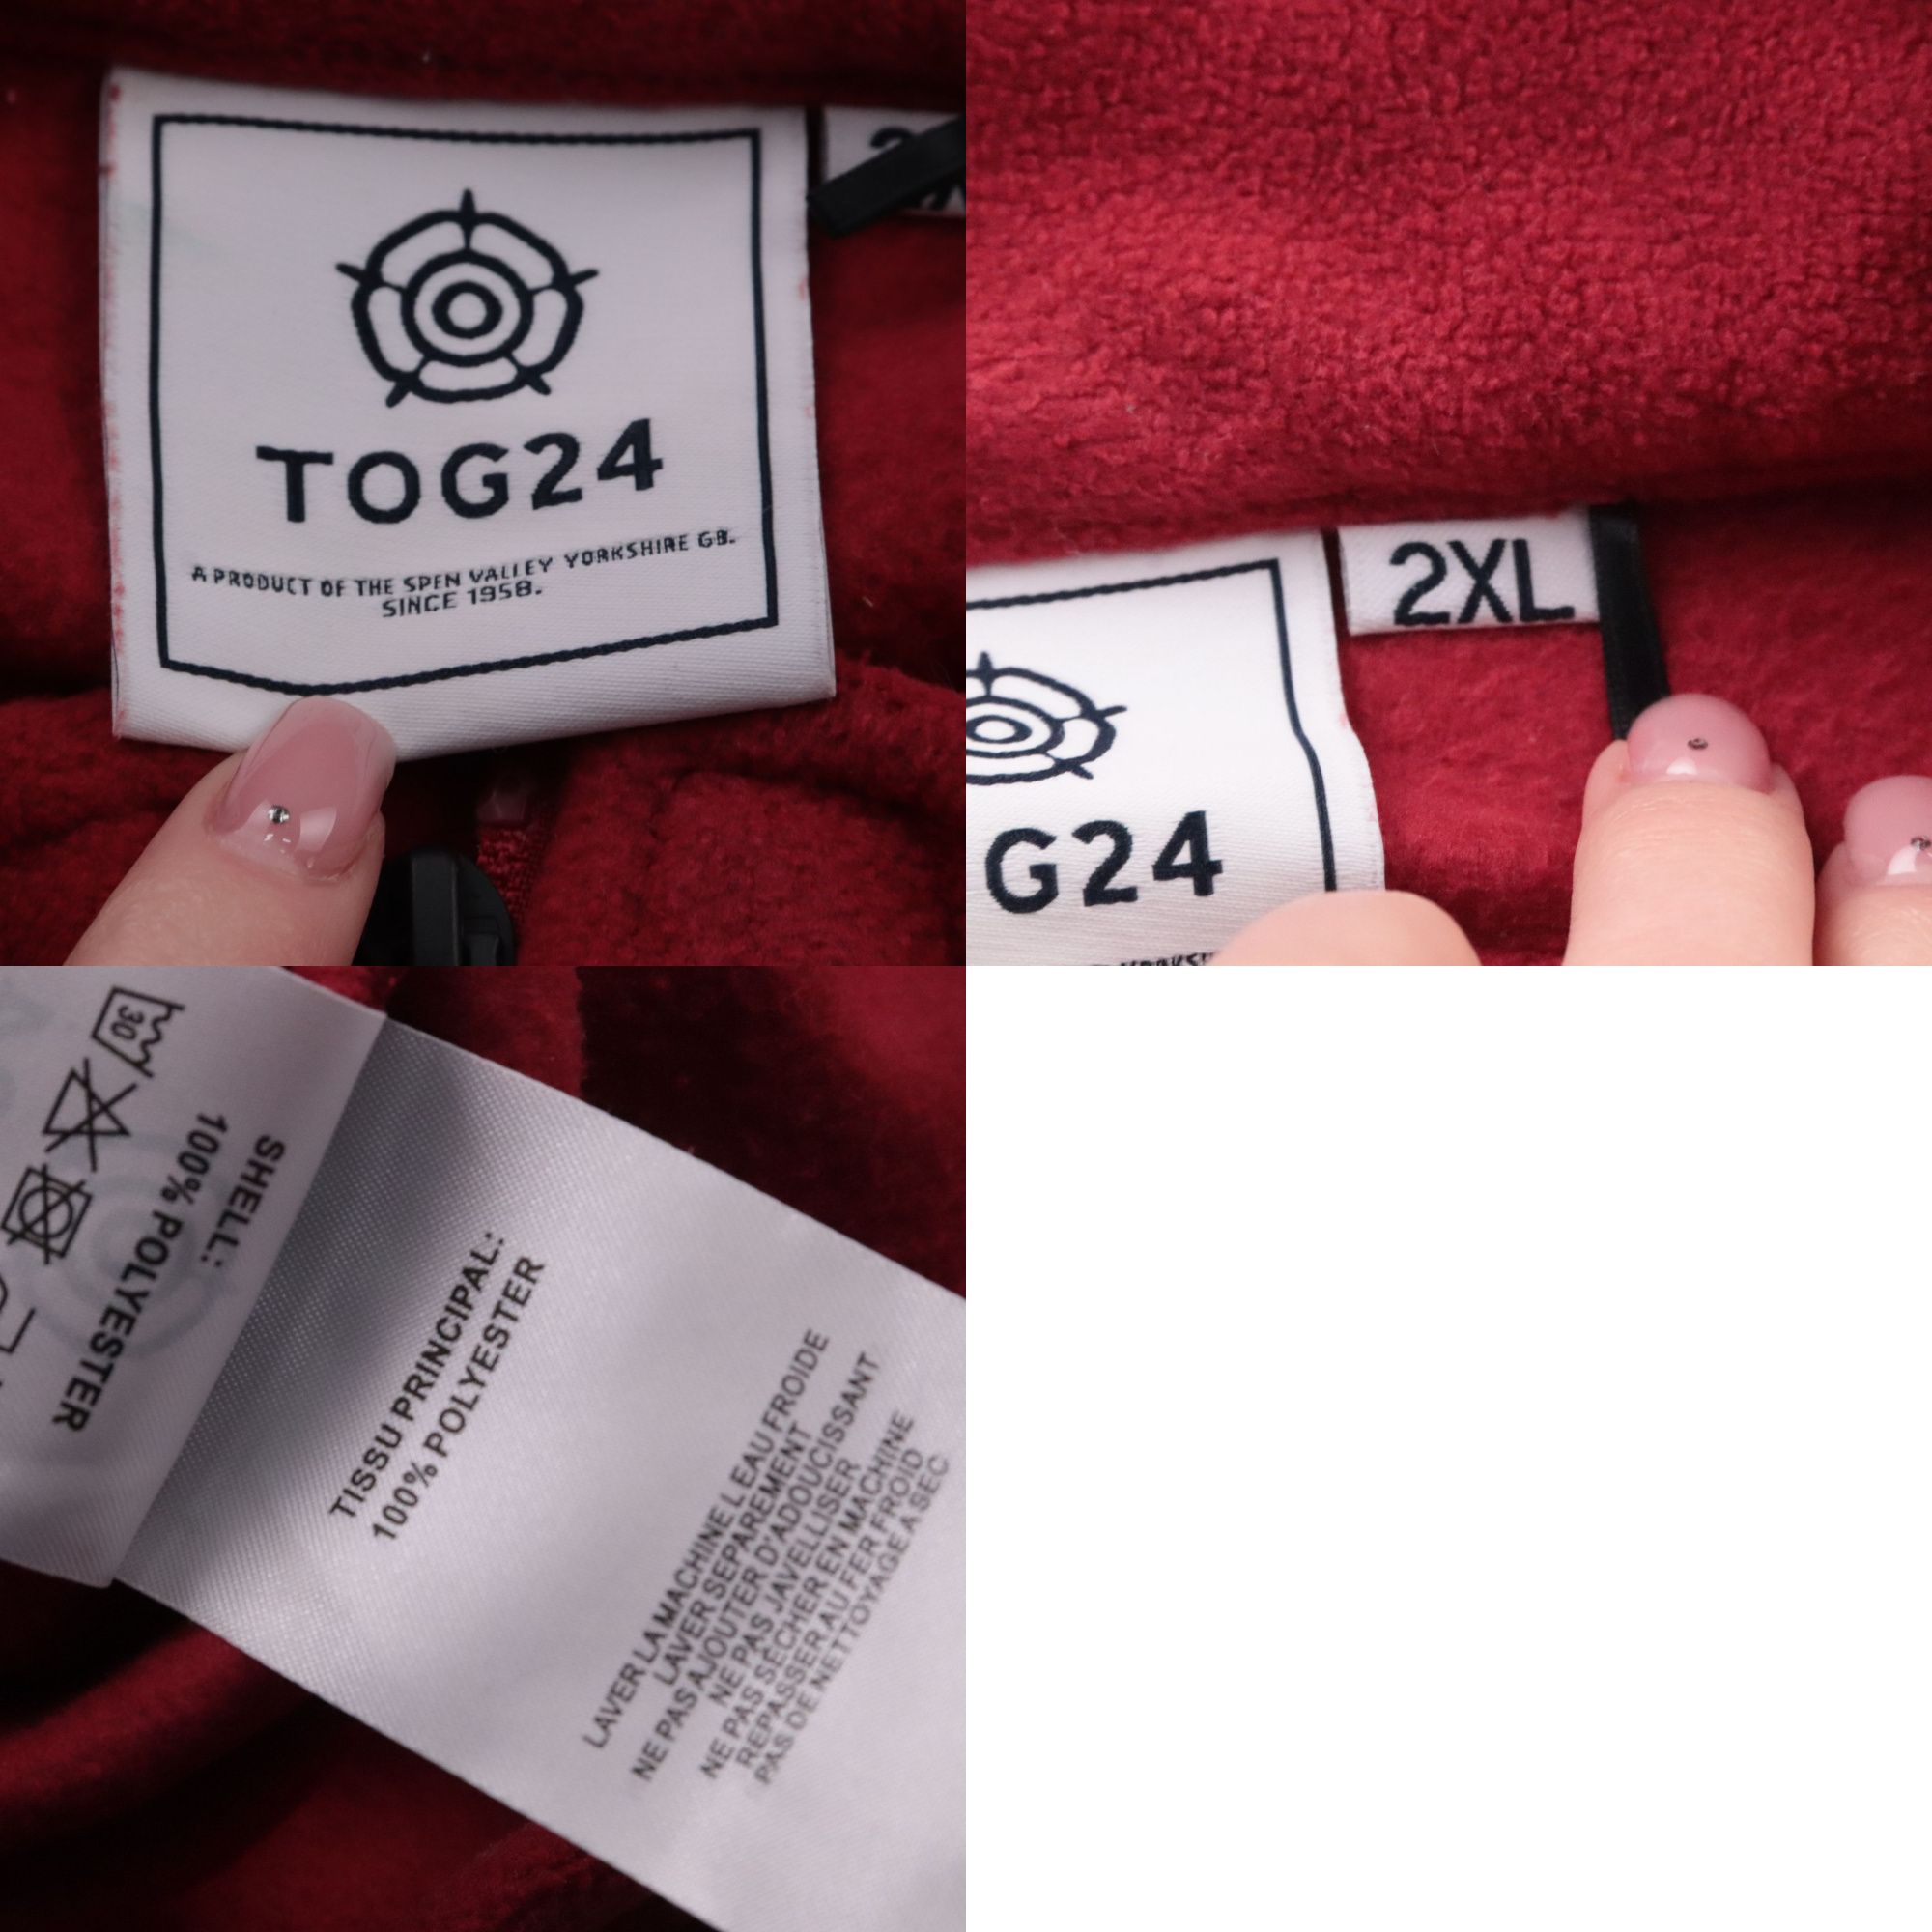 TOG24
A PRODUCT OF THE SPEN VALLEY YORKSHIRE GB.
SINCE 1958.
2XL
G24
30
SHELL:
100% POLYESTER
TISSU PRINCIPAL:
100% POLYESTER
LAVER LA MACHINE L EAU FROIDE
LAVER SEPAREMENT
NE PAS AJOUTER D'ADOUCISSANT
NE PAS JAVELLISER
NE PAS SÉCHER EN MACHINE
REPASSER AU FER FROID
PAS DE NETTOYAGE A SEC